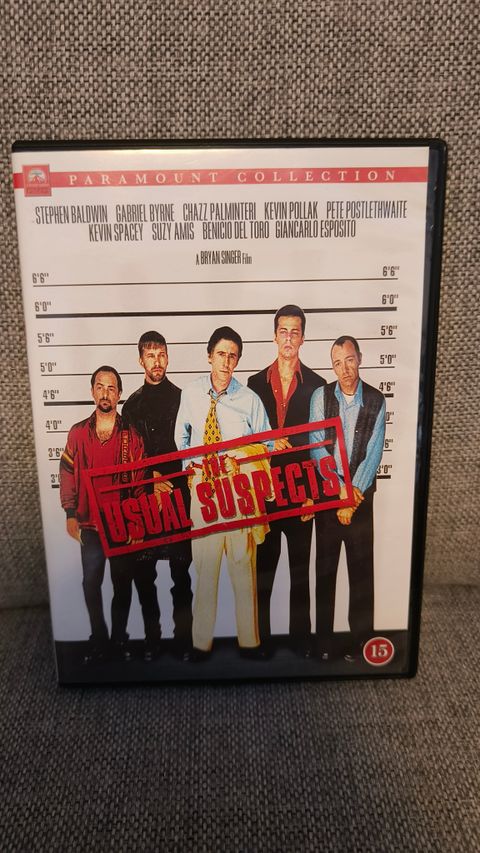 PARAMOUNT COLLECTION
STEPHEN BALDWIN GABRIEL BYRNE CHAZZ PALMINTERI KEVIN POLLAK PETE POSTLETHWAITE
KEVIN SPACEY SUZY AMIS BENICIO DEL TORO GIANCARLO ESPOSITO
A BRYAN SINGER Film
6'6" 6'6"
6'0" 6'0"
5'6" 5'6"
5'0" 5'0"
4'6" 4'6"
4'0" 4'0"
3'6"
THE
USUAL SUSPECTS
15